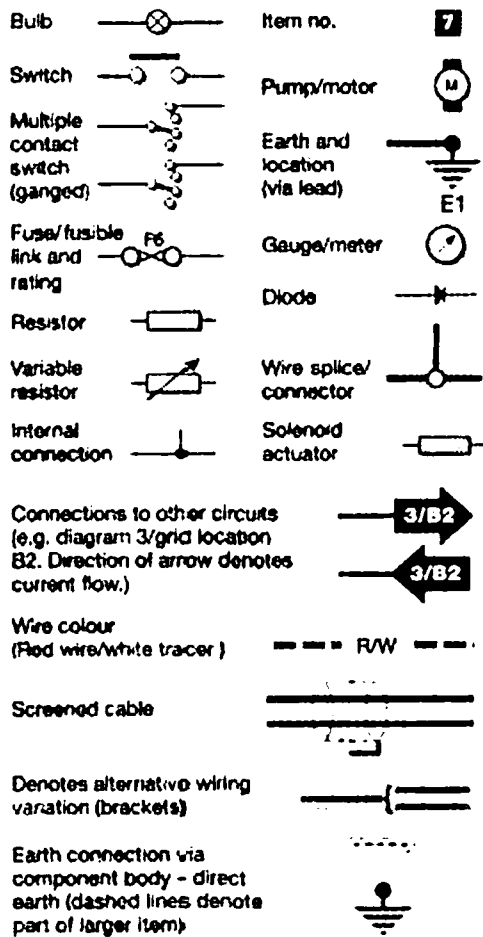 Bulb
Switch
Multiple
contact
switch
(ganged)
Fuse/fusible
link and
rating
F6
Resistor
Variable
resistor
Internal
connection
Item no.
7
Pump/motor
M
Earth and
location
(via lead)
E1
Gauge/meter
Diode
Wire splice/
connector
Solenoid
actuator
Connections to other circuits
(e.g. diagram 3/grid location
B2. Direction of arrow denotes
current flow.)
3/B2
3/B2
Wire colour
(Red wire/white tracer )
R/W
Screened cable
Denotes alternative wiring
variation (brackets)
Earth connection via
component body - direct
earth (dashed lines denote
part of larger item)